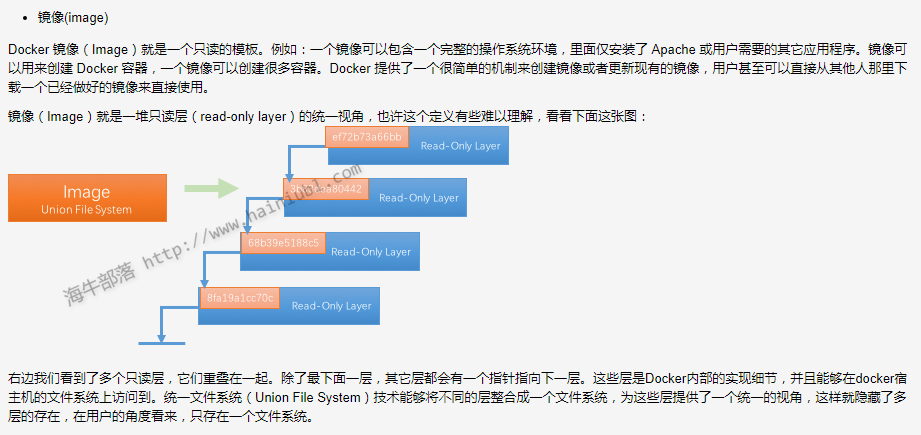 镜像(image)
Docker 镜像（Image）就是一个只读的模板。例如：一个镜像可以包含一个完整的操作系统环境，里面仅安装了 Apache 或用户需要的其它应用程序。镜像可
以用来创建 Docker 容器，一个镜像可以创建很多容器。Docker 提供了一个很简单的机制来创建镜像或者更新现有的镜像，用户甚至可以直接从其他人那里下
载一个已经做好的镜像来直接使用。
镜像（Image）就是一堆只读层（read-only layer）的统一视角，也许这个定义有些难以理解，看看下面这张图：
ef72b73a66bb
Read-Only Layer
Image
Union File System
Read-Only Layer
68b39e5188c5
Read-Only Layer
8fa19a1cc70c
Read-Only Layer
海牛部落 http://www.hainiubl.com
右边我们看到了多个只读层，它们重叠在一起。除了最下面一层，其它层都会有一个指针指向下一层。这些层是Docker内部的实现细节，并且能够在docker宿
主机的文件系统上访问到。统一文件系统（Union File System）技术能够将不同的层整合成一个文件系统，为这些层提供了一个统一的视角，这样就隐藏了多
层的存在，在用户的角度看来，只存在一个文件系统。